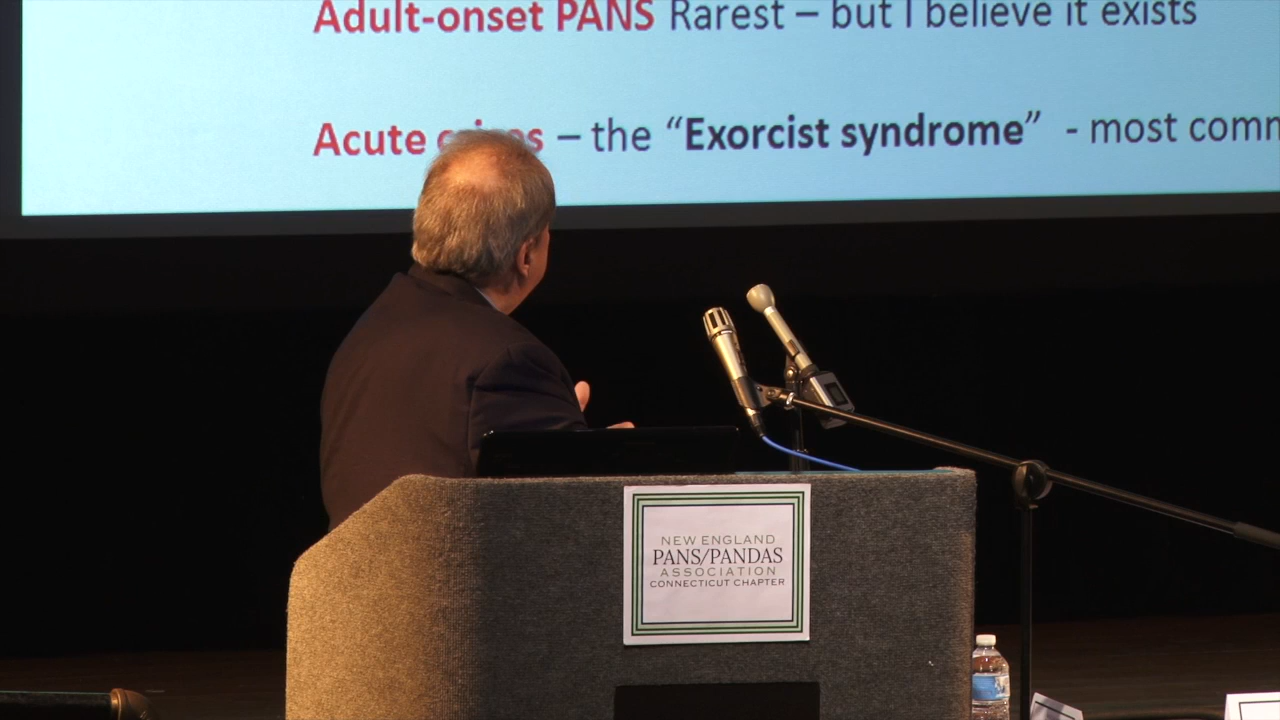 Adult-onset PANS Rarest – but I believe it exists
Acute – the “Exorcist syndrome” - most comm
NEW ENGLAND
PANS/PANDAS
ASSOCIATION
CONNECTICUT CHAPTER